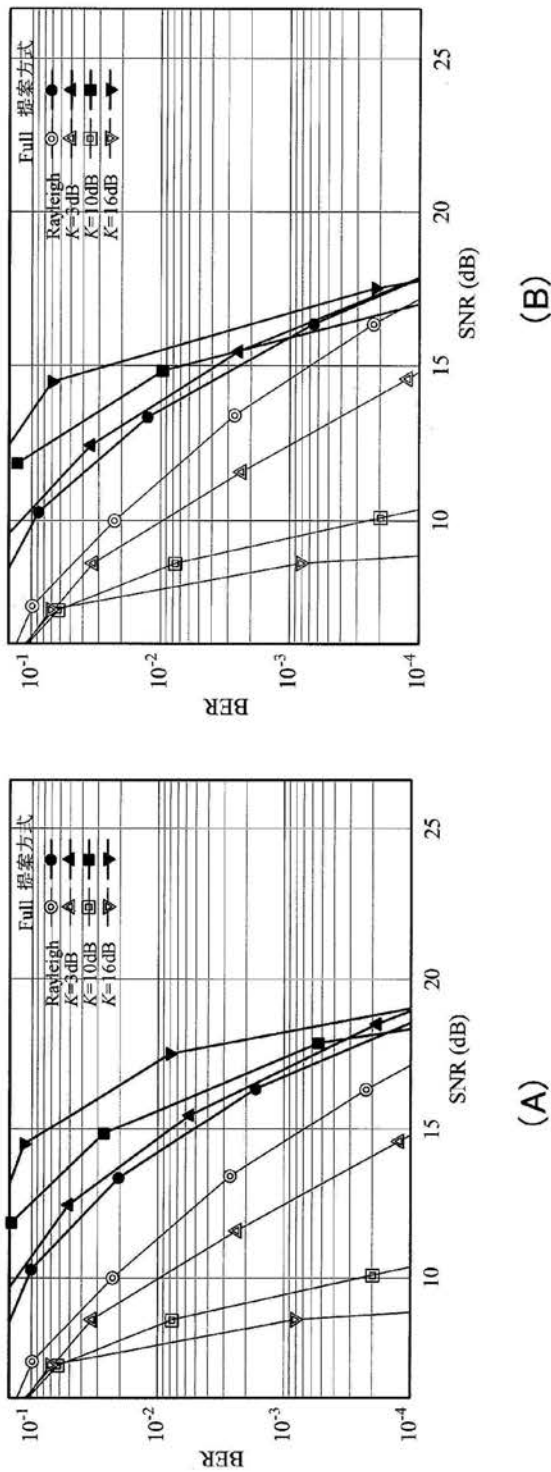 Full 提案方式
Rayleigh
K=3dB
K=10dB
K=16dB
BER
10-1
10-2
10-3
10-4
10
15
20
25
SNR (dB)
(A)
Full 提案方式
Rayleigh
K=3dB
K=10dB
K=16dB
BER
10-1
10-2
10-3
10-4
10
15
20
25
SNR (dB)
(B)